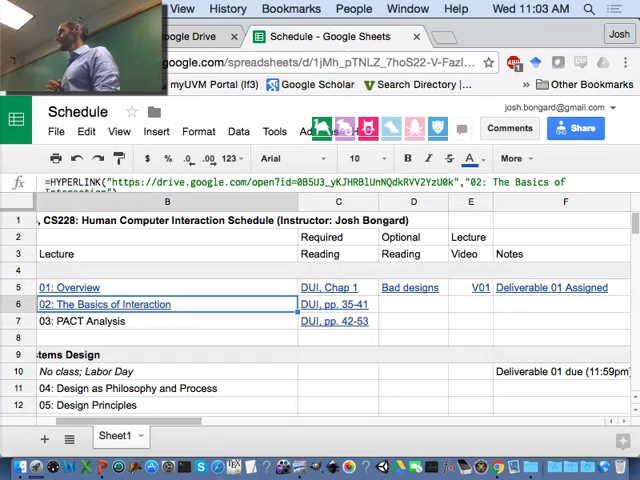 View History Bookmarks People Window Help Wed 11:03 AM
Google Drive Schedule - Google Sheets Josh
google.com/spreadsheets/d/1jMh_pTNLZ_7hoS22-V-FazI
myUVM Portal (lf3) Google Scholar Search Directory | Other Bookmarks
Schedule josh.bongard@gmail.com
File Edit View Insert Format Data Tools Comments Share
$ % .0 .00 123 Arial 10 B I S A More
fx =HYPERLINK("https://drive.google.com/open?id=0B5U3_yKJHRBlUnNQdkRVV2YzU0k","02: The Basics of
Interaction")
B C D E F
1 , CS228: Human Computer Interaction Schedule (Instructor: Josh Bongard)
2 Required Optional Lecture
3 Lecture Reading Reading Video Notes
4
5 01: Overview DUI, Chap 1 Bad designs V01 Deliverable 01 Assigned
6 02: The Basics of Interaction DUI, pp. 35-41
7 03: PACT Analysis DUI, pp. 42-53
8
9 stems Design
10 No class; Labor Day Deliverable 01 due (11:59pm)
11 04: Design as Philosophy and Process
12 05: Design Principles
Sheet1